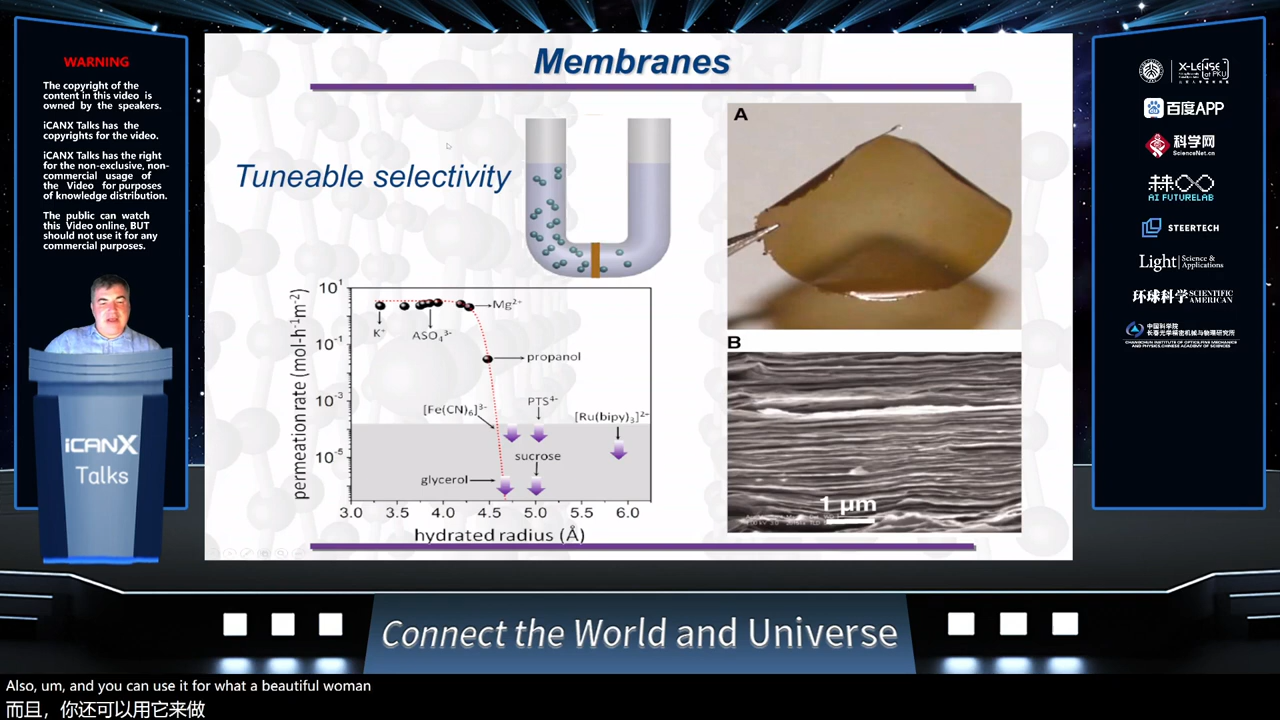 WARNING
The copyright of the
content in this video is
owned by the speakers.
iCANX Talks has the
copyrights for the video.
iCANX Talks has the right
for the non-exclusive, non-
commercial usage of
the Video for purposes
of knowledge distribution.
The public can watch
this Video online, BUT
should not use it for any
commercial purposes.
iCANX
Talks
Membranes
Tuneable selectivity
permeation rate (mol-h⁻¹m⁻²)
10¹
10⁻¹
10⁻³
10⁻⁵
K⁺
ASO₄³⁻
Mg²⁺
propanol
[Fe(CN)₆]³⁻
PTS⁴⁻
[Ru(bipy)₃]²⁺
sucrose
glycerol
3.0 3.5 4.0 4.5 5.0 5.5 6.0
hydrated radius (Å)
A
B
1 μm
X-LENSE
at PKU
百度APP
科学网
ScienceNet.cn
未来
AI FUTURELAB
STEERTECH
Light Science & Applications
环球科学 SCIENTIFIC AMERICAN
中国科学院
长春光学精密机械与物理研究所
CHANGCHUN INSTITUTE OF OPTICS, FINE MECHANICS
AND PHYSICS, CHINESE ACADEMY OF SCIENCES
Connect the World and Universe
Also, um, and you can use it for what a beautiful woman
而且，你还可以用它来做